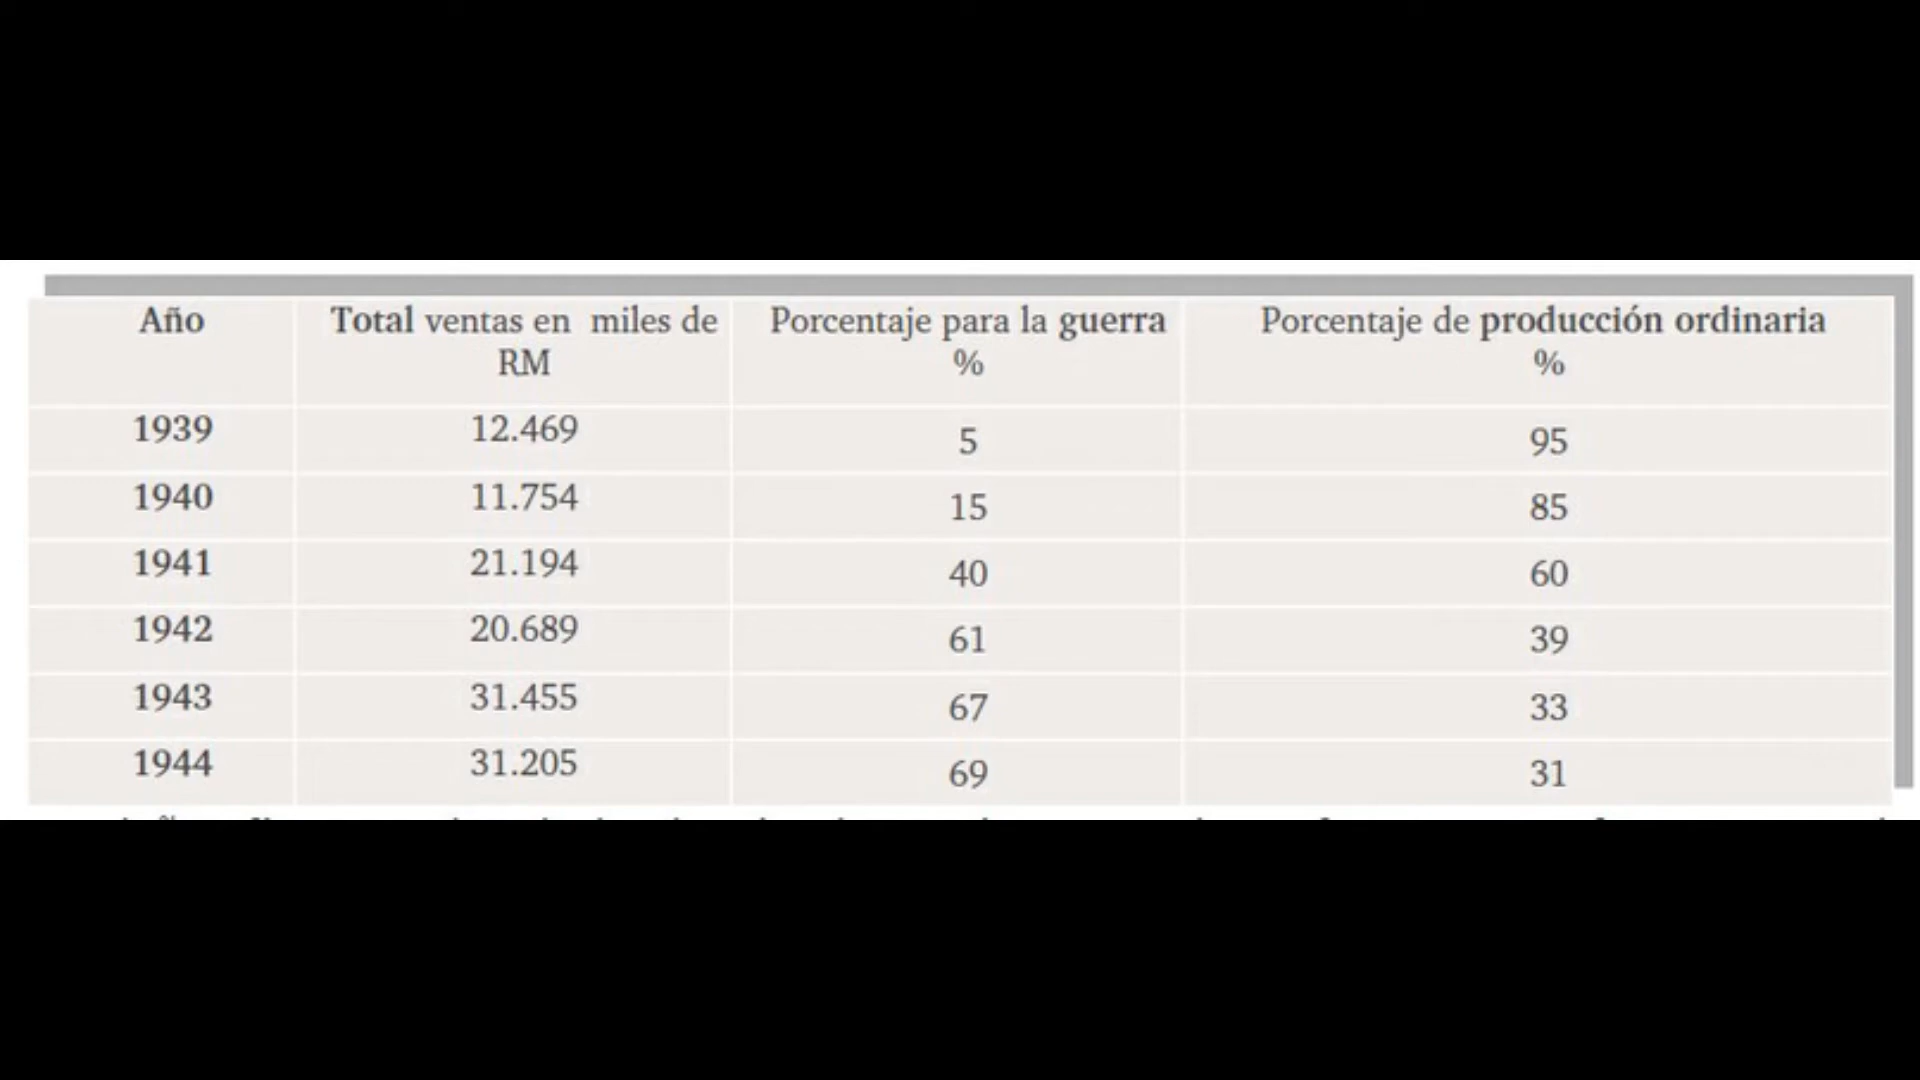 Año Total ventas en miles de Porcentaje para la guerra Porcentaje de producción ordinaria
RM % %
1939 12.469 5 95
1940 11.754 15 85
1941 21.194 40 60
1942 20.689 61 39
1943 31.455 67 33
1944 31.205 69 31